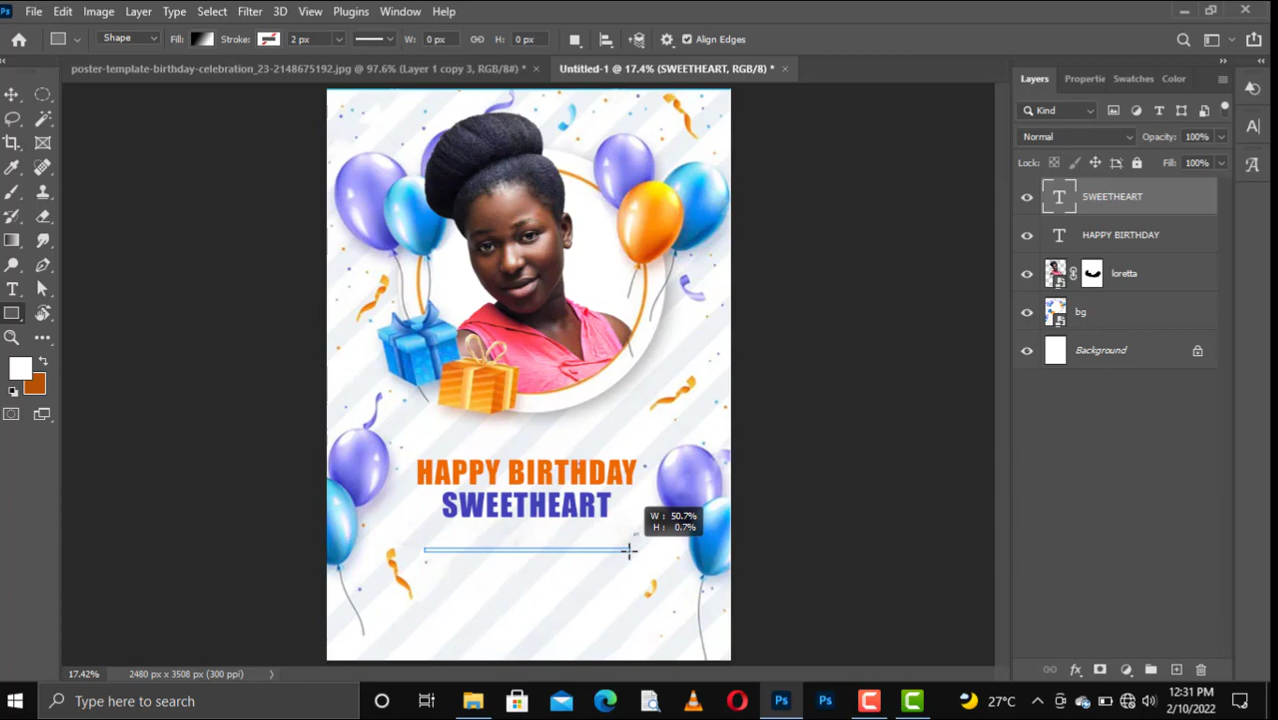 Ps File Edit Image Layer Type Select Filter 3D View Plugins Window Help
Shape Fill: Stroke: 2 px W: 0 px H: 0 px Align Edges
poster-template-birthday-celebration_23-2148675192.jpg @ 97.6% (Layer 1 copy 3, RGB/8#) * × Untitled-1 @ 17.4% (SWEETHEART, RGB/8) * ×
Layers Propertie Swatches Color
Kind
Normal Opacity: 100%
Lock: Fill: 100%
T SWEETHEART
T HAPPY BIRTHDAY
loretta
bg
Background
HAPPY BIRTHDAY
SWEETHEART
W : 50.7%
H : 0.7%
17.42% 2480 px x 3508 px (300 ppi)
Type here to search
Ps Ps
27°C
12:31 PM
2/10/2022